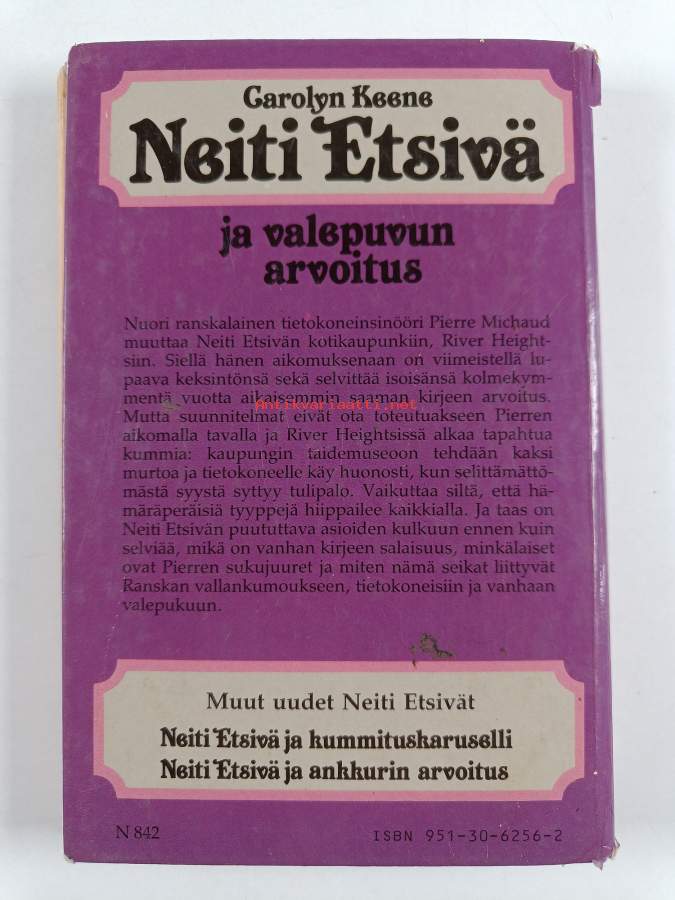 Carolyn Keene
Neiti Etsivä
ja valepuvun
arvoitus
Nuori ranskalainen tietokoneinsinööri Pierre Michaud
muuttaa Neiti Etsivän kotikaupunkiin, River Height-
siin. Siellä hänen aikomuksenaan on viimeistellä lu-
paava keksintönsä sekä selvittää isoisänsä kolmekym-
mentä vuotta aikaisemmin saaman kirjeen arvoitus.
Antikvariaatti.net
Mutta suunnitelmat eivät ota toteutuakseen Pierren
aikomalla tavalla ja River Heightsissä alkaa tapahtua
kummia: kaupungin taidemuseoon tehdään kaksi
murtoa ja tietokoneelle käy huonosti, kun selittämättö-
mästä syystä syttyy tulipalo. Vaikuttaa siltä, että hä-
märäperäisiä tyyppejä hiippailee kaikkialla. Ja taas on
Neiti Etsivän puututtava asioiden kulkuun ennen kuin
selviää, mikä on vanhan kirjeen salaisuus, minkälaiset
ovat Pierren sukujuuret ja miten nämä seikat liittyvät
Ranskan vallankumoukseen, tietokoneisiin ja vanhaan
valepukuun.
Muut uudet Neiti Etsivät
Neiti Etsivä ja kummituskaruselli
Neiti Etsivä ja ankkurin arvoitus
N 842
ISBN 951-30-6256-2